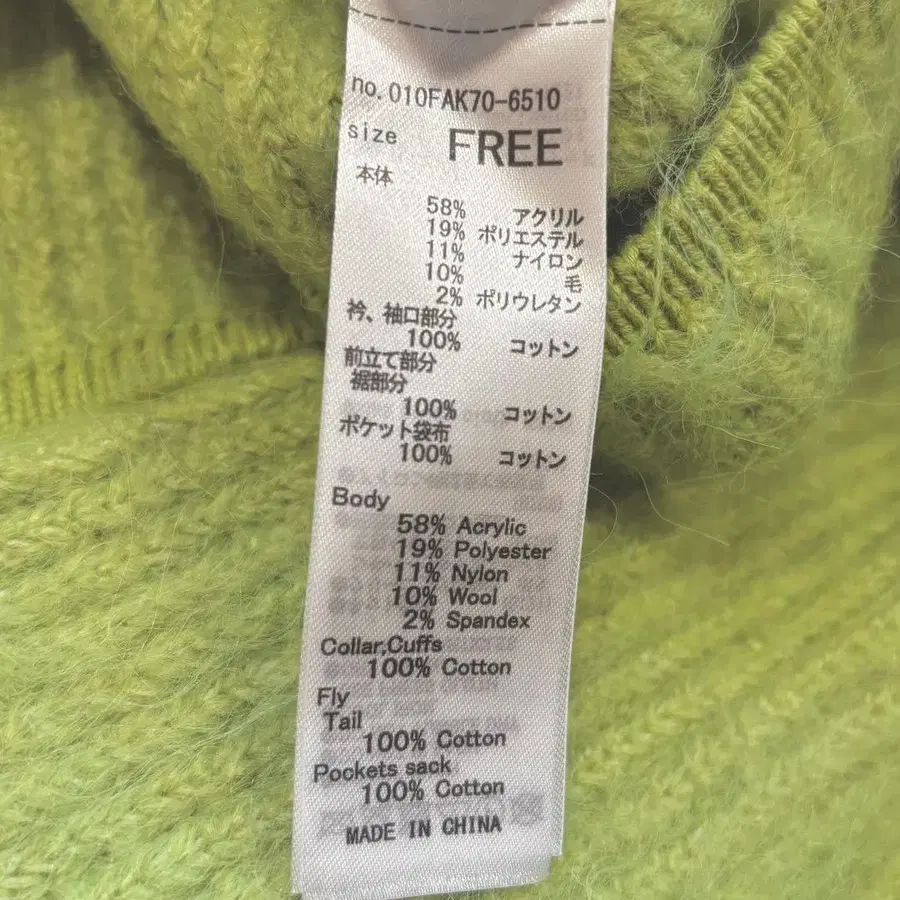 no.010FAK70-6510
size FREE
本体
58% アクリル
19% ポリエステル
11% ナイロン
10% 毛
2% ポリウレタン
衿、袖口部分
100% コットン
前立て部分
裾部分
100% コットン
ポケット袋布
100% コットン
Body
58% Acrylic
19% Polyester
11% Nylon
10% Wool
2% Spandex
Collar,Cuffs
100% Cotton
Fly
Tail
100% Cotton
Pockets sack
100% Cotton
MADE IN CHINA